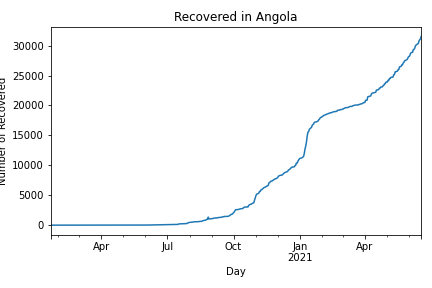 Recovered in Angola
Number of Recovered
30000
25000
20000
15000
10000
5000
0
Apr Jul Oct Jan Apr
2021
Day